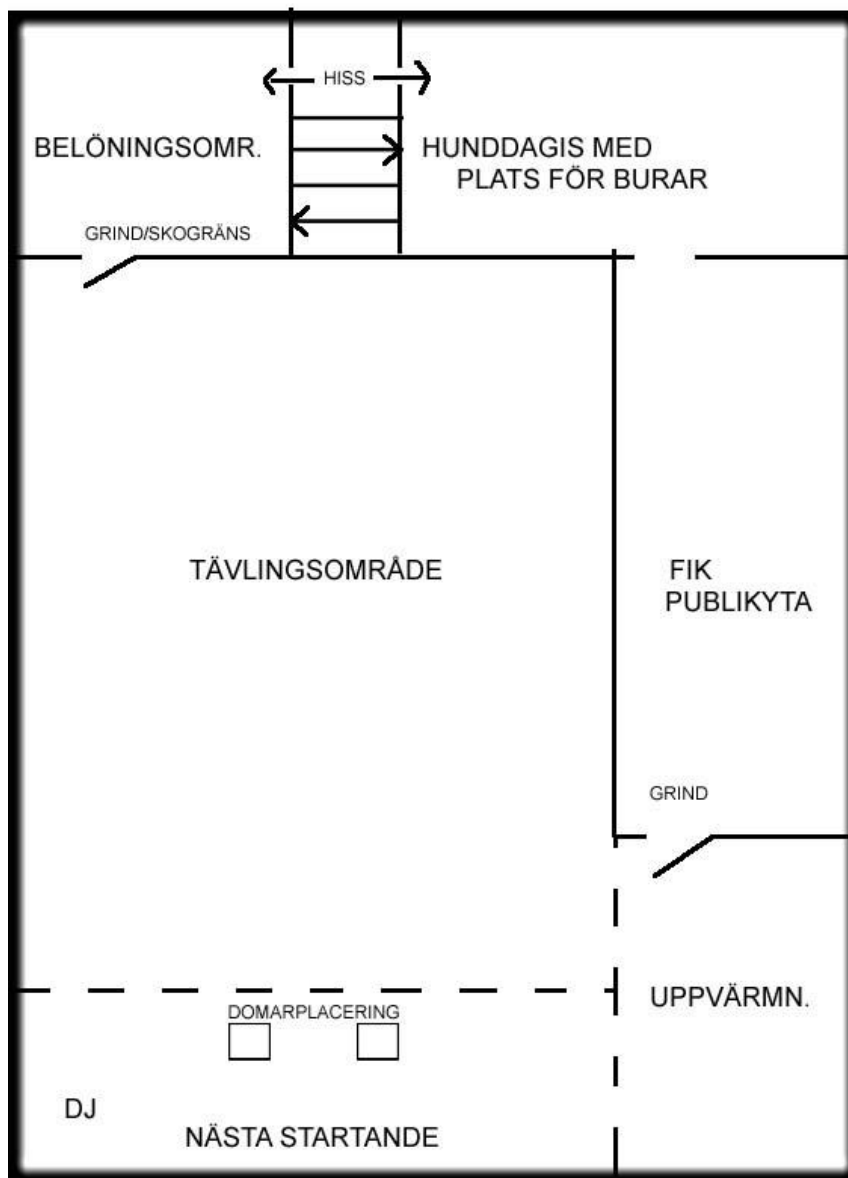 HISS
BELÖNINGSOMR.
HUNDDAGIS MED
PLATS FÖR BURAR
GRIND/SKOGRÄNS
TÄVLINGSOMRÅDE
FIK
PUBLIKYTA
GRIND
UPPVÄRMN.
DOMARPLACERING
DJ
NÄSTA STARTANDE